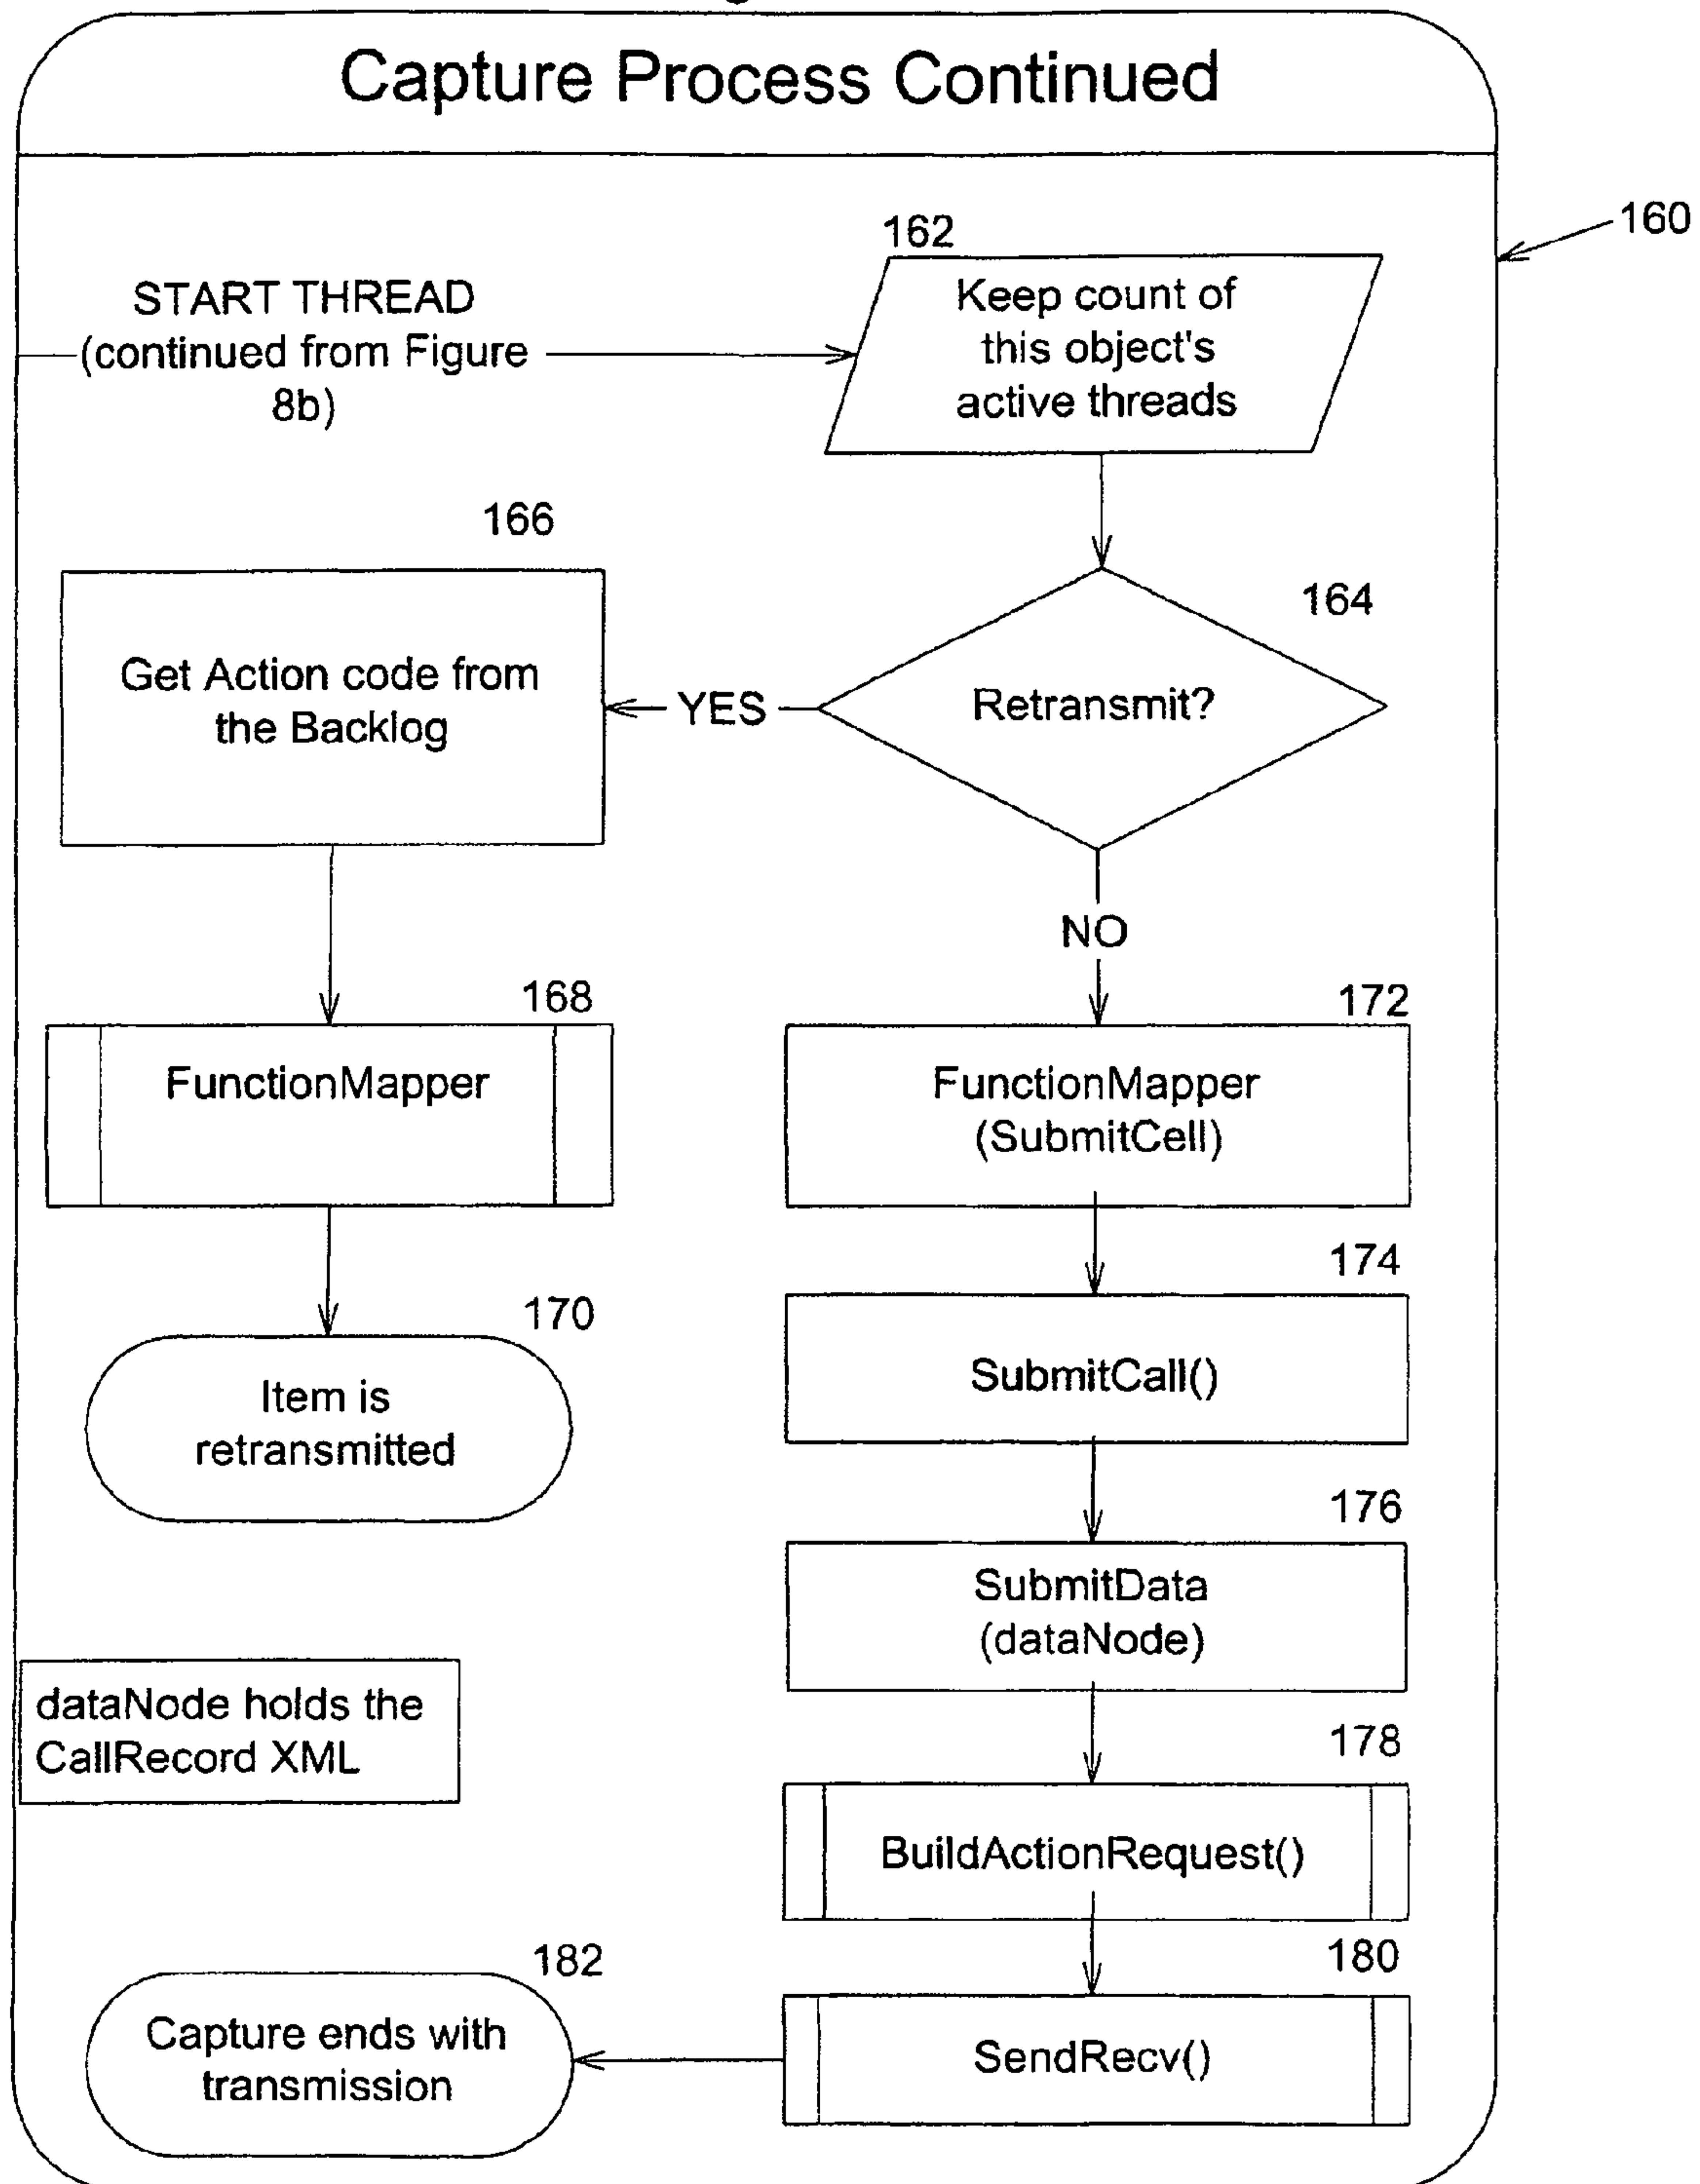 Capture Process Continued
160
162
START THREAD
(continued from Figure
8b)
Keep count of
this object's
active threads
166
164
Get Action code from
the Backlog
YES
Retransmit?
NO
168
172
FunctionMapper
FunctionMapper
(SubmitCell)
174
170
Item is
retransmitted
SubmitCall()
176
SubmitData
(dataNode)
dataNode holds the
CallRecord XML
178
BuildActionRequest()
182
180
Capture ends with
transmission
SendRecv()